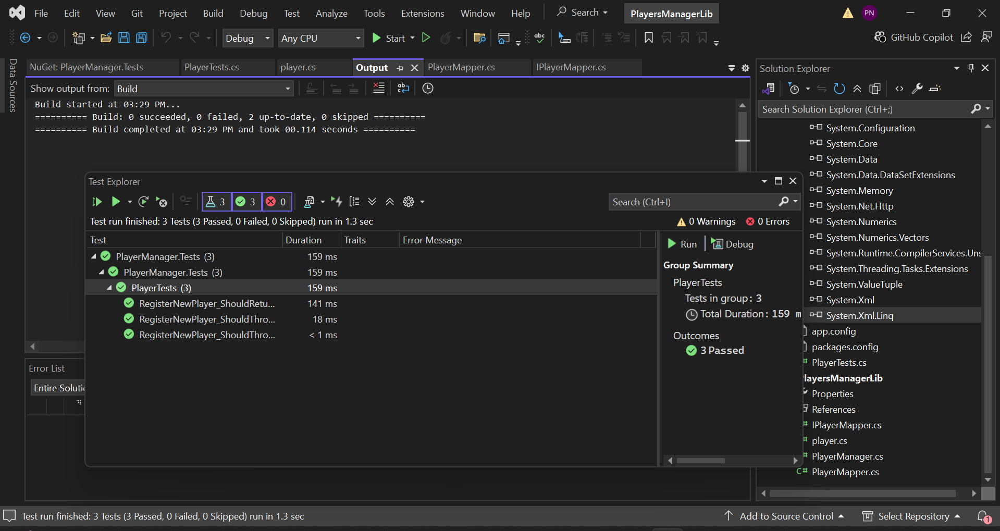 File Edit View Git Project Build Debug Test Analyze Tools Extensions Window Help Search PlayersManagerLib PN
Debug Any CPU Start abc GitHub Copilot
Data Sources
NuGet: PlayerManager.Tests PlayerTests.cs player.cs Output PlayerMapper.cs IPlayerMapper.cs
Show output from: Build
Build started at 03:29 PM...
========== Build: 0 succeeded, 0 failed, 2 up-to-date, 0 skipped ==========
========== Build completed at 03:29 PM and took 00.114 seconds ==========
Test Explorer
3 3 0 Search (Ctrl+I)
Test run finished: 3 Tests (3 Passed, 0 Failed, 0 Skipped) run in 1.3 sec 0 Warnings 0 Errors
Test Duration Traits Error Message
PlayerManager.Tests (3) 159 ms
PlayerManager.Tests (3) 159 ms
PlayerTests (3) 159 ms
RegisterNewPlayer_ShouldRetu... 141 ms
RegisterNewPlayer_ShouldThro... 18 ms
RegisterNewPlayer_ShouldThro... < 1 ms
Run Debug
Group Summary
PlayerTests
Tests in group: 3
Total Duration: 159 m
Outcomes
3 Passed
Error List
Entire Solutio
Solution Explorer
Search Solution Explorer (Ctrl+;)
System.Configuration
System.Core
System.Data
System.Data.DataSetExtensions
System.Memory
System.Net.Http
System.Numerics
System.Numerics.Vectors
System.Runtime.CompilerServices.Uns
System.Threading.Tasks.Extensions
System.ValueTuple
System.Xml
System.Xml.Linq
app.config
packages.config
PlayerTests.cs
PlayersManagerLib
Properties
References
IPlayerMapper.cs
player.cs
PlayerManager.cs
C# PlayerMapper.cs
Test run finished: 3 Tests (3 Passed, 0 Failed, 0 Skipped) run in 1.3 sec Add to Source Control Select Repository 1